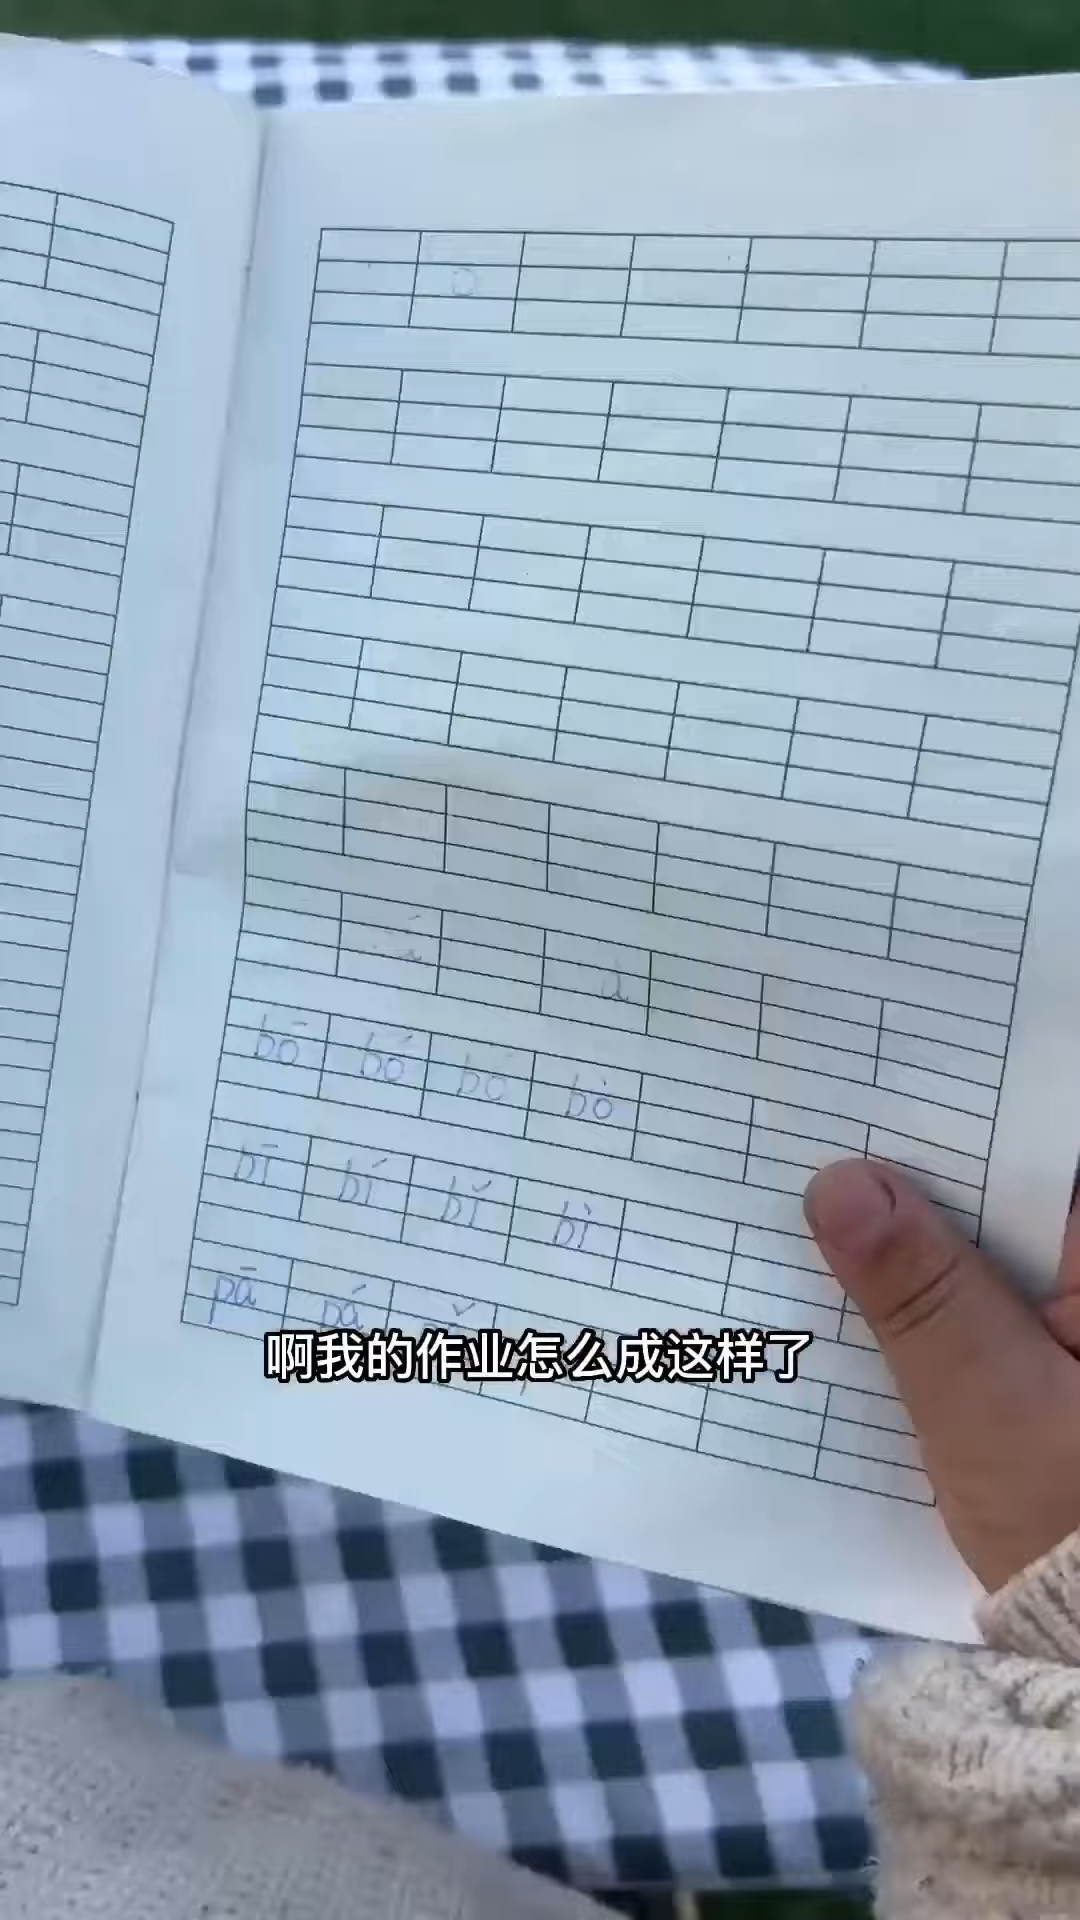 à
bō bó bǒ bò
bī bí bǐ bì
pā pá
啊我的作业怎么成这样了